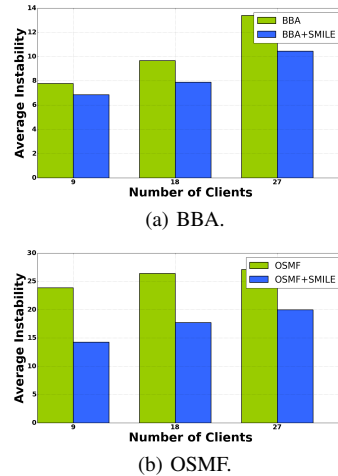 14
12
10
8
6
4
2
0
Average Instability
BBA
BBA+SMILE
9 18 27
Number of Clients
(a) BBA.
30
25
20
15
10
5
0
Average Instability
OSMF
OSMF+SMILE
9 18 27
Number of Clients
(b) OSMF.